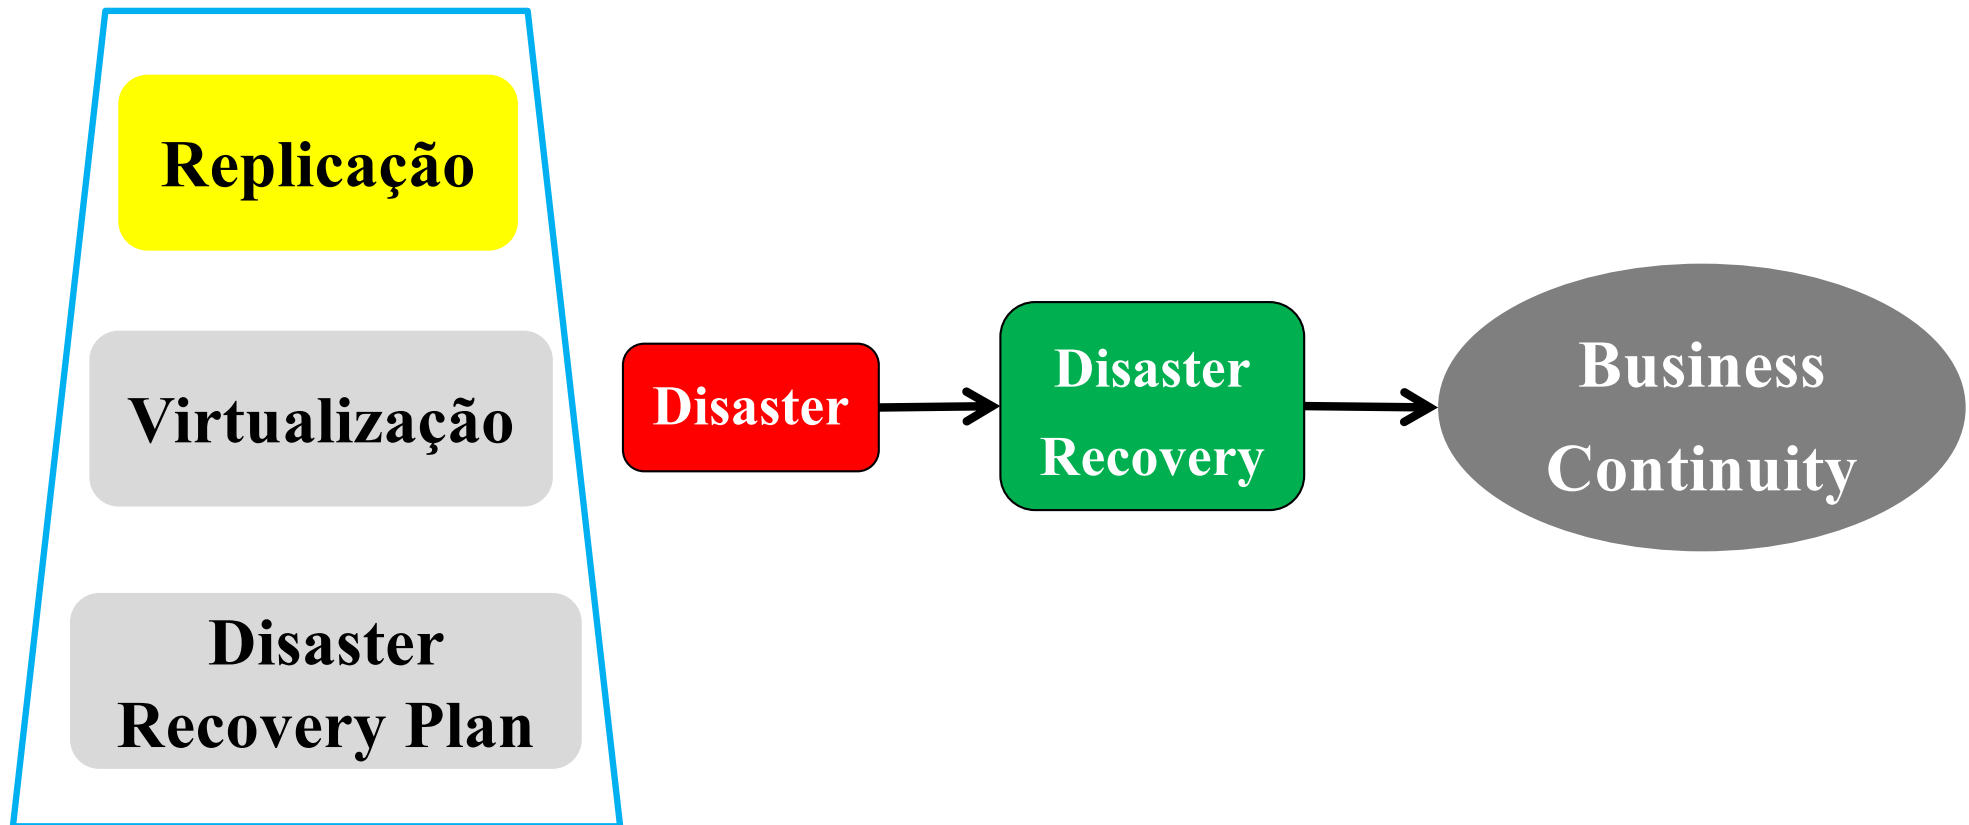 Replicação
Virtualização
Disaster
Recovery Plan
Disaster
Disaster
Recovery
Business
Continuity